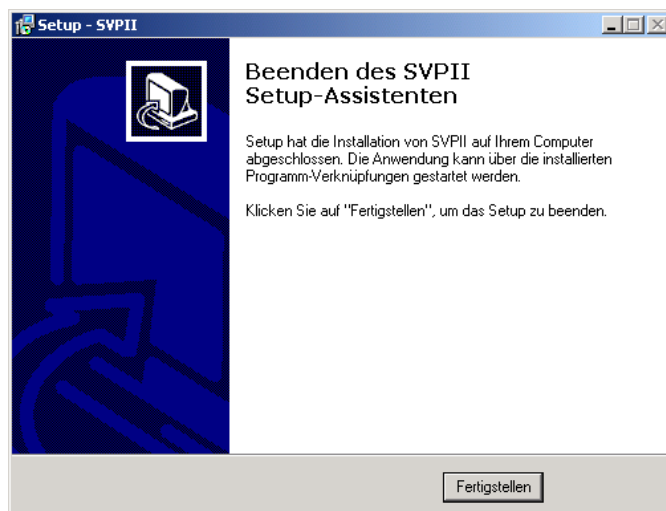 Setup - SVPII
Beenden des SVPII
Setup-Assistenten
Setup hat die Installation von SVPII auf Ihrem Computer
abgeschlossen. Die Anwendung kann über die installierten
Programm-Verknüpfungen gestartet werden.
Klicken Sie auf "Fertigstellen", um das Setup zu beenden.
Fertigstellen